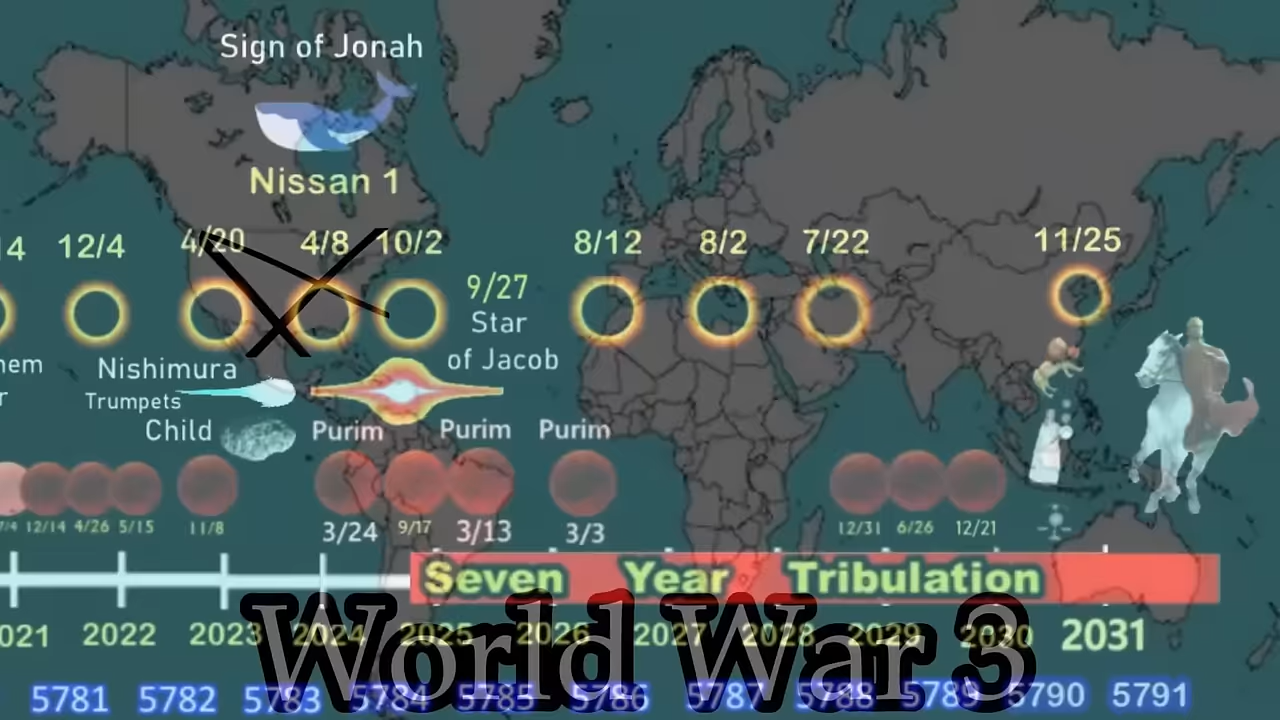 Sign of Jonah
Nissan 1
14 12/4 4/20 4/8 10/2 8/12 8/2 7/22 11/25
9/27
Star
of Jacob
Nishimura
Trumpets
Child
Purim Purim Purim
12/14 4/26 5/15 11/8 3/24 9/17 3/13 3/3 12/31 6/26 12/21
Seven Year Tribulation
021 2022 2023 2024 2025 2026 2027 2028 2029 2030 2031
World War 3
5781 5782 5783 5784 5785 5786 5787 5788 5789 5790 5791